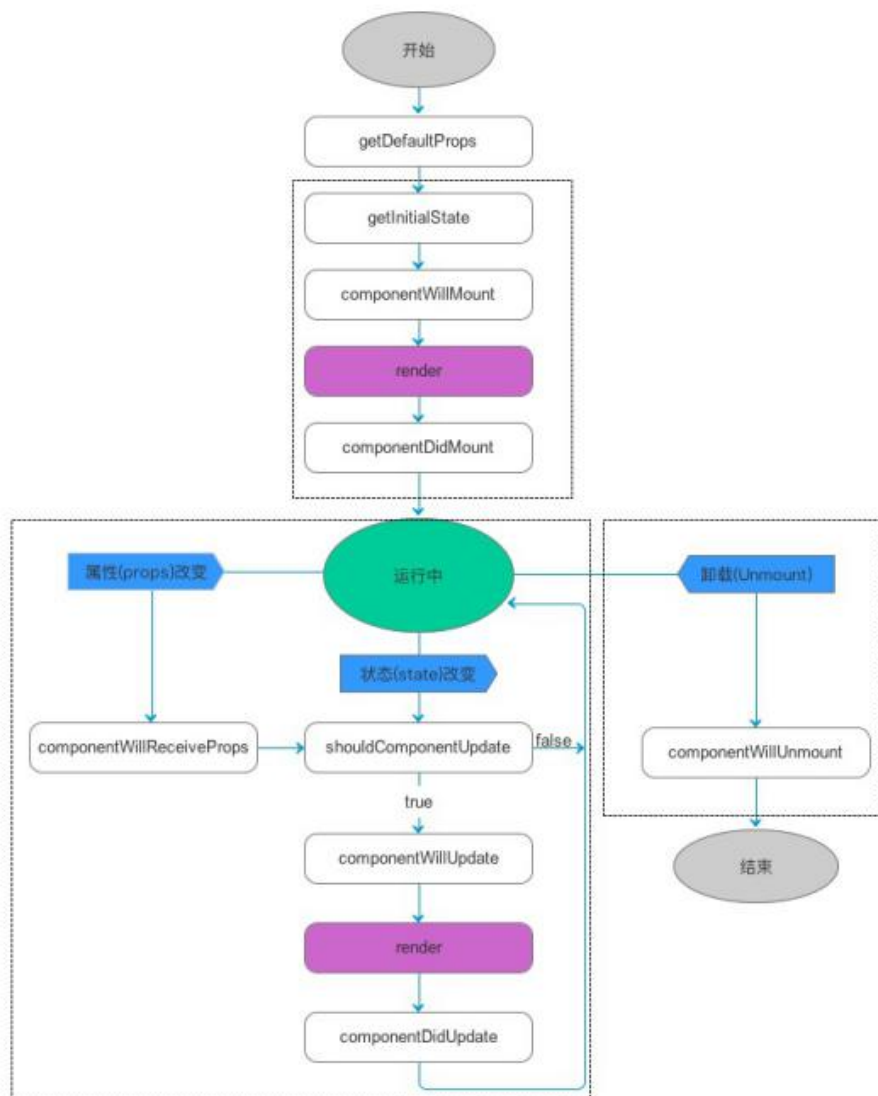 开始
getDefaultProps
getInitialState
componentWillMount
render
componentDidMount
属性(props)改变
运行中
卸载(Unmount)
状态(state)改变
componentWillReceiveProps
shouldComponentUpdate
false
componentWillUnmount
true
componentWillUpdate
结束
render
componentDidUpdate